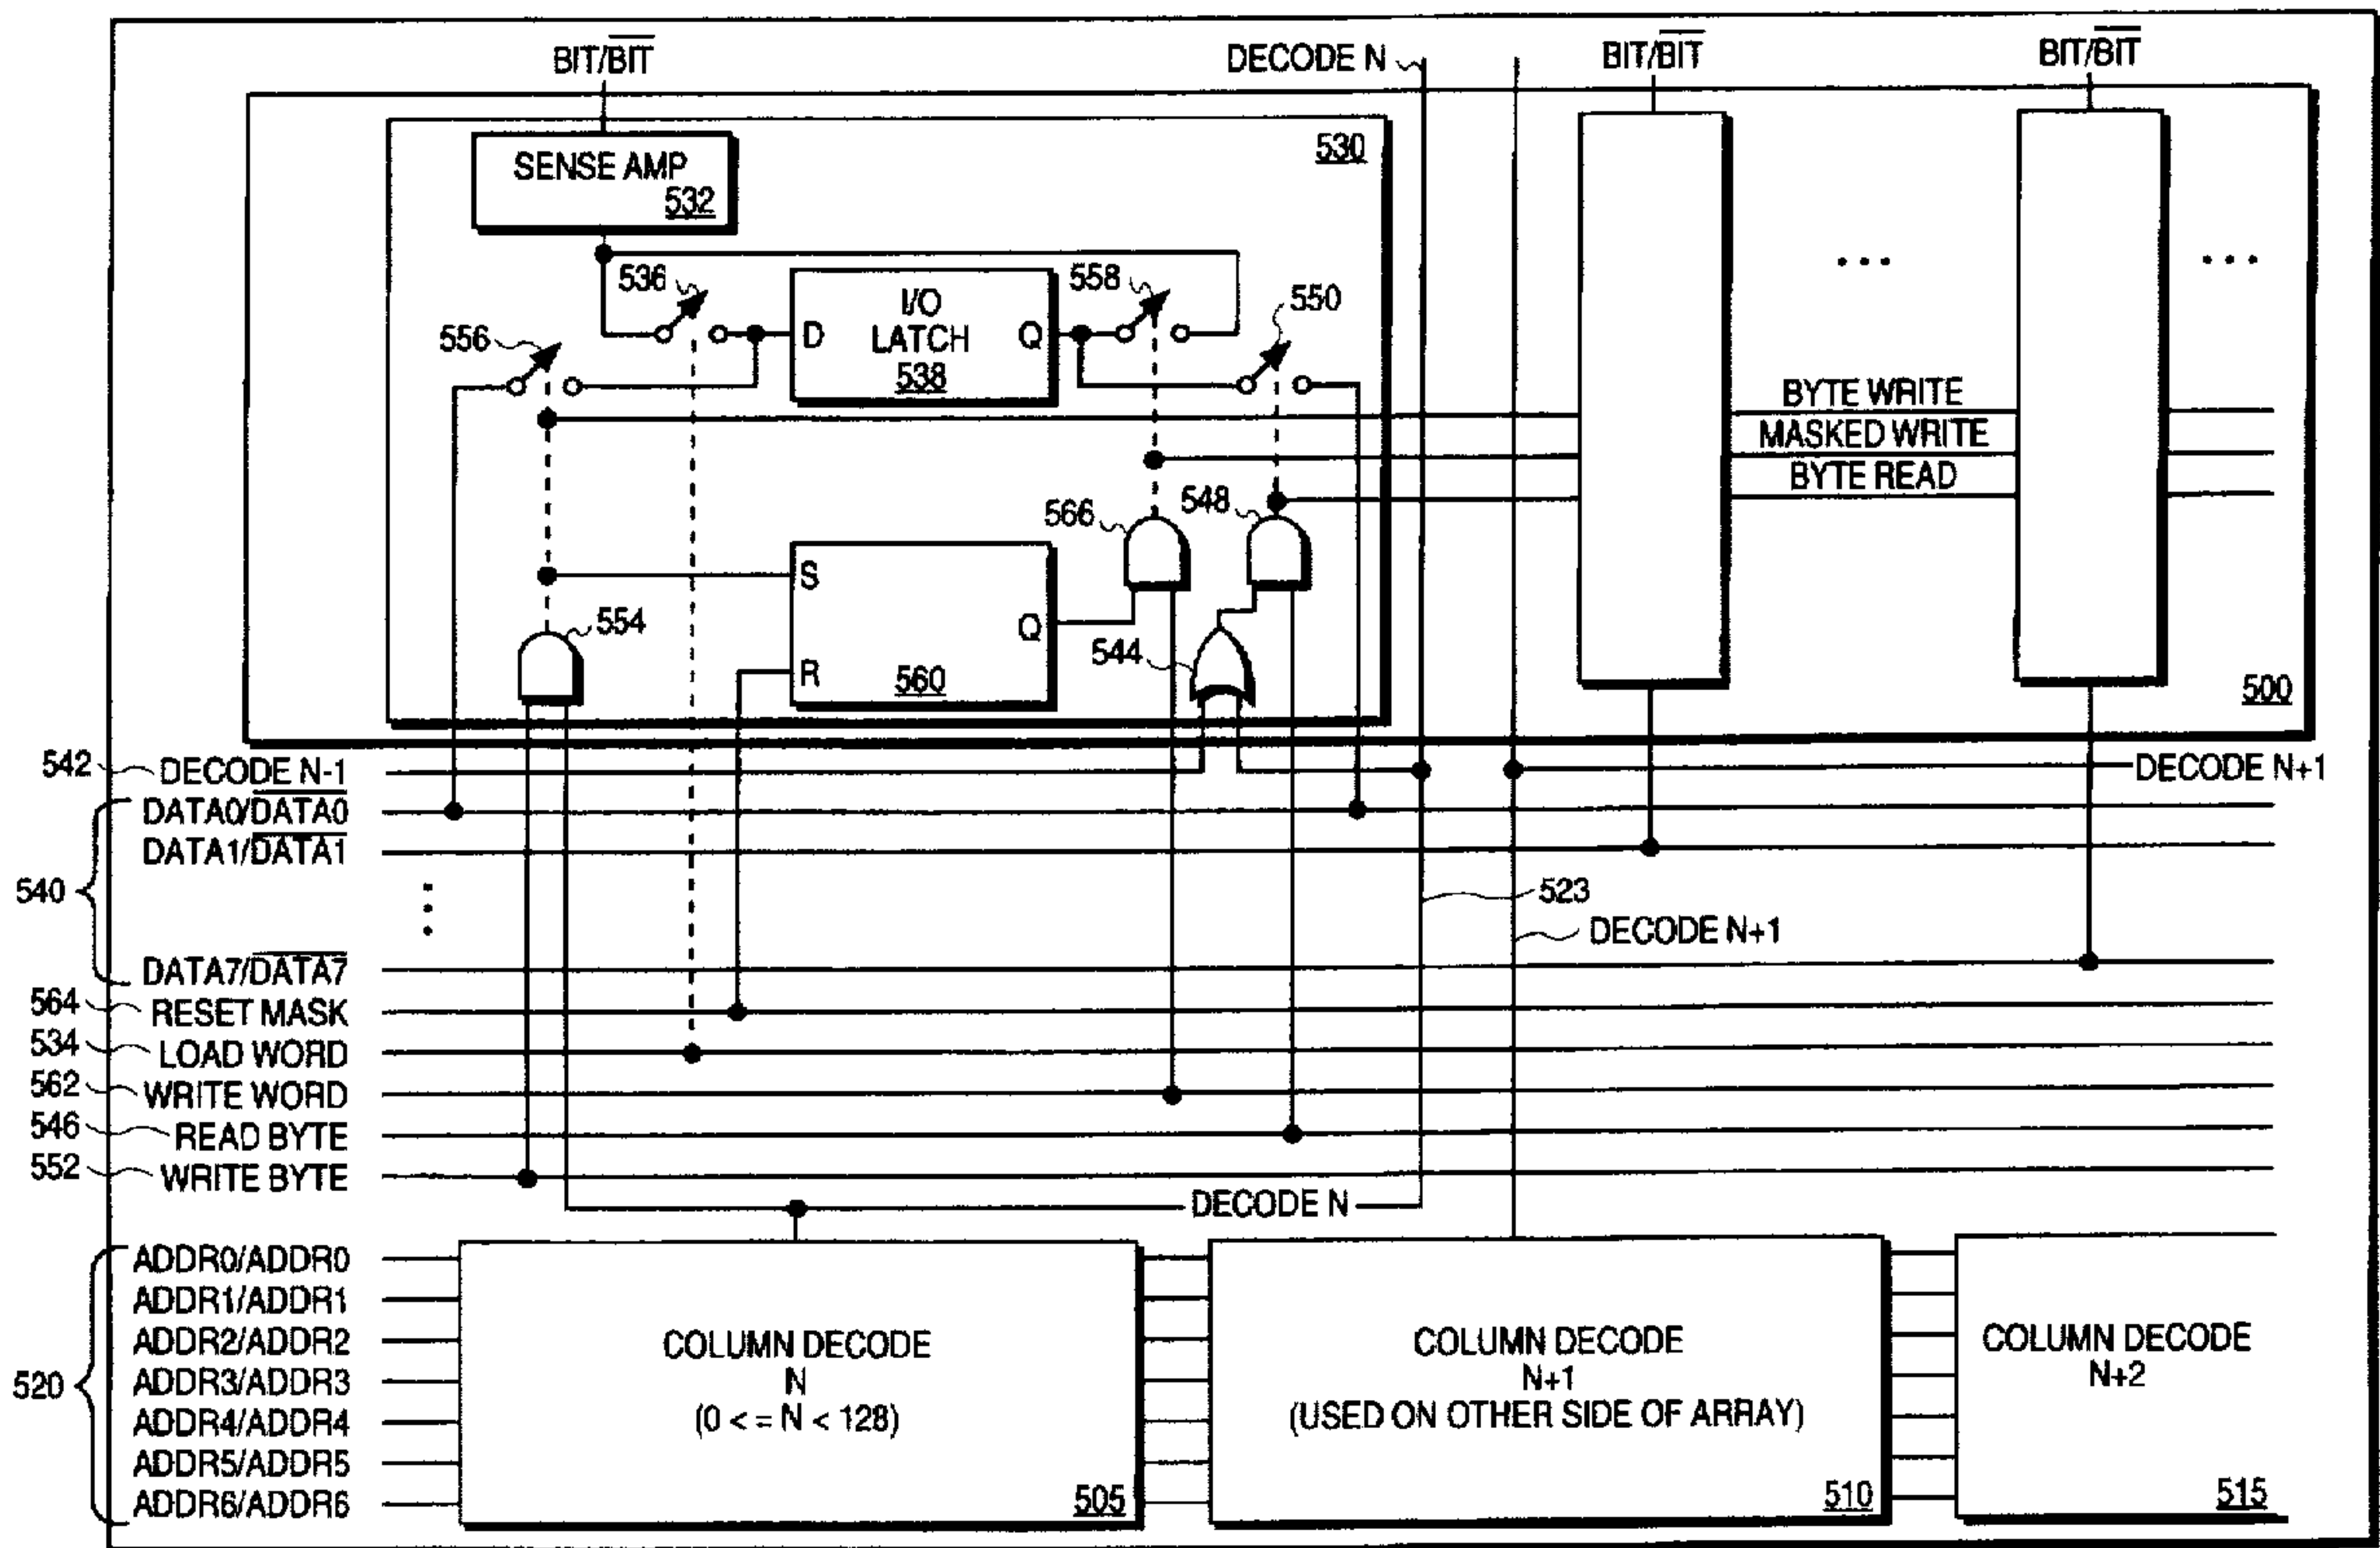 BIT/BIT
DECODE N
BIT/BIT
BIT/BIT
530
SENSE AMP
532
536
I/O
LATCH
538
D
Q
558
550
556
BYTE WRITE
MASKED WRITE
BYTE READ
566
548
S
Q
R
560
554
544
500
542
DECODE N-1
DECODE N+1
DATA0/DATA0
DATA1/DATA1
540
523
DECODE N+1
DATA7/DATA7
564
RESET MASK
534
LOAD WORD
562
WRITE WORD
546
READ BYTE
552
WRITE BYTE
DECODE N
520
ADDR0/ADDR0
ADDR1/ADDR1
ADDR2/ADDR2
ADDR3/ADDR3
ADDR4/ADDR4
ADDR5/ADDR5
ADDR6/ADDR6
COLUMN DECODE
N
(0 < = N < 128)
505
COLUMN DECODE
N+1
(USED ON OTHER SIDE OF ARRAY)
510
COLUMN DECODE
N+2
515